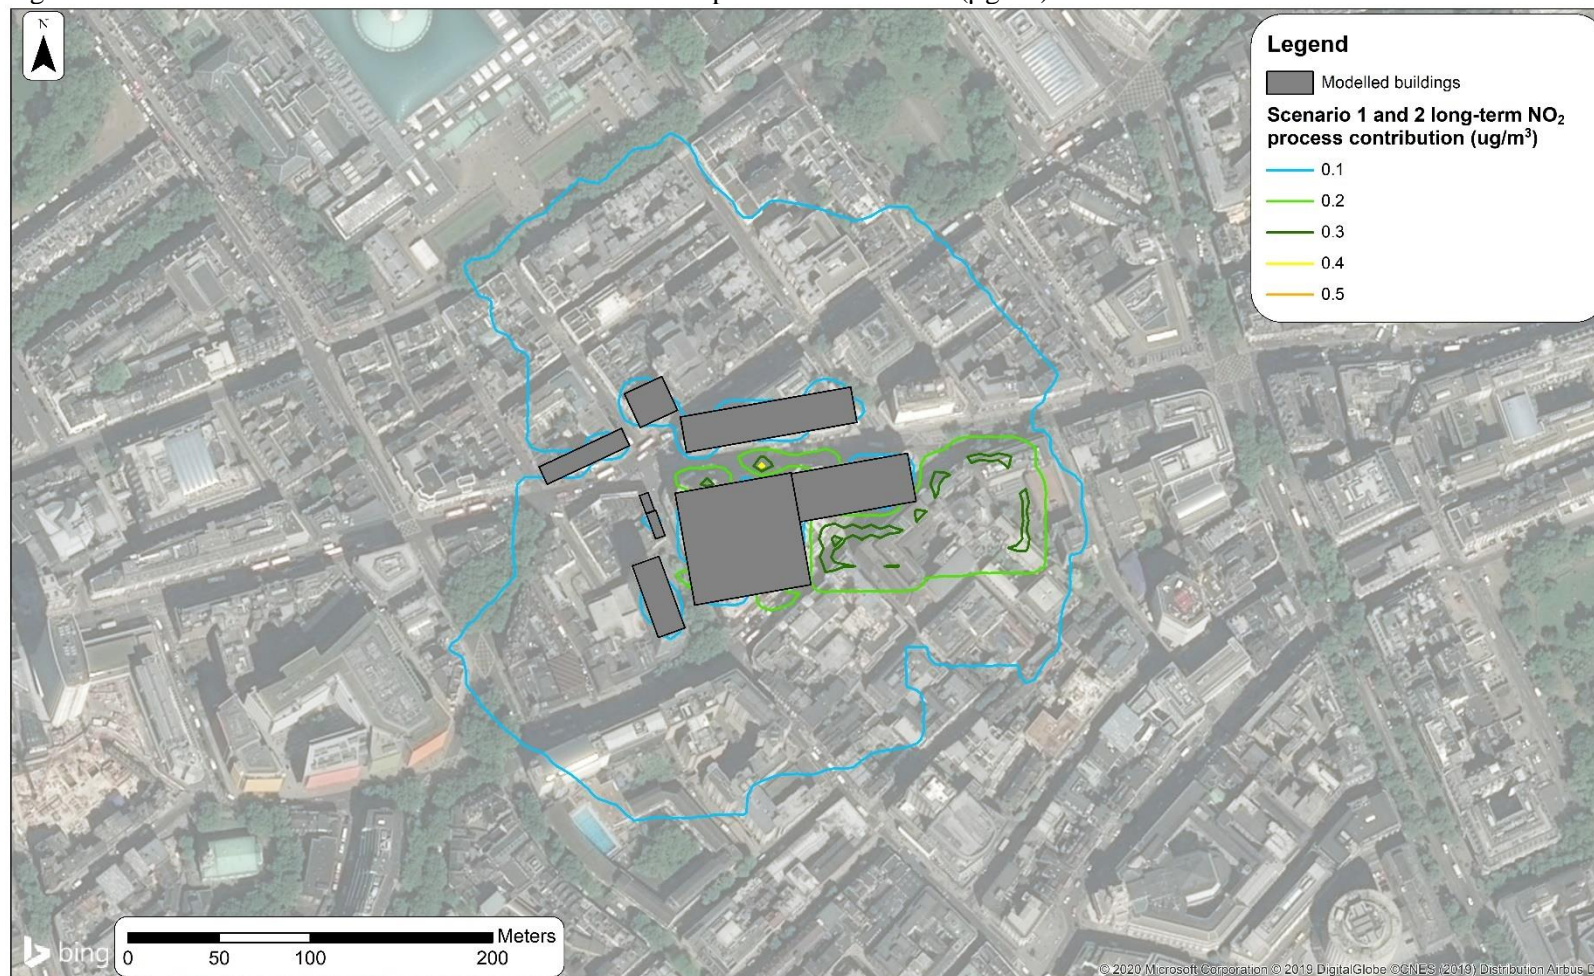 N
Legend
Modelled buildings
Scenario 1 and 2 long-term NO₂
process contribution (ug/m³)
0.1
0.2
0.3
0.4
0.5
Meters
0 50 100 200
bing
© 2020 Microsoft Corporation © 2019 DigitalGlobe ©CNES (2019) Distribution Airbus